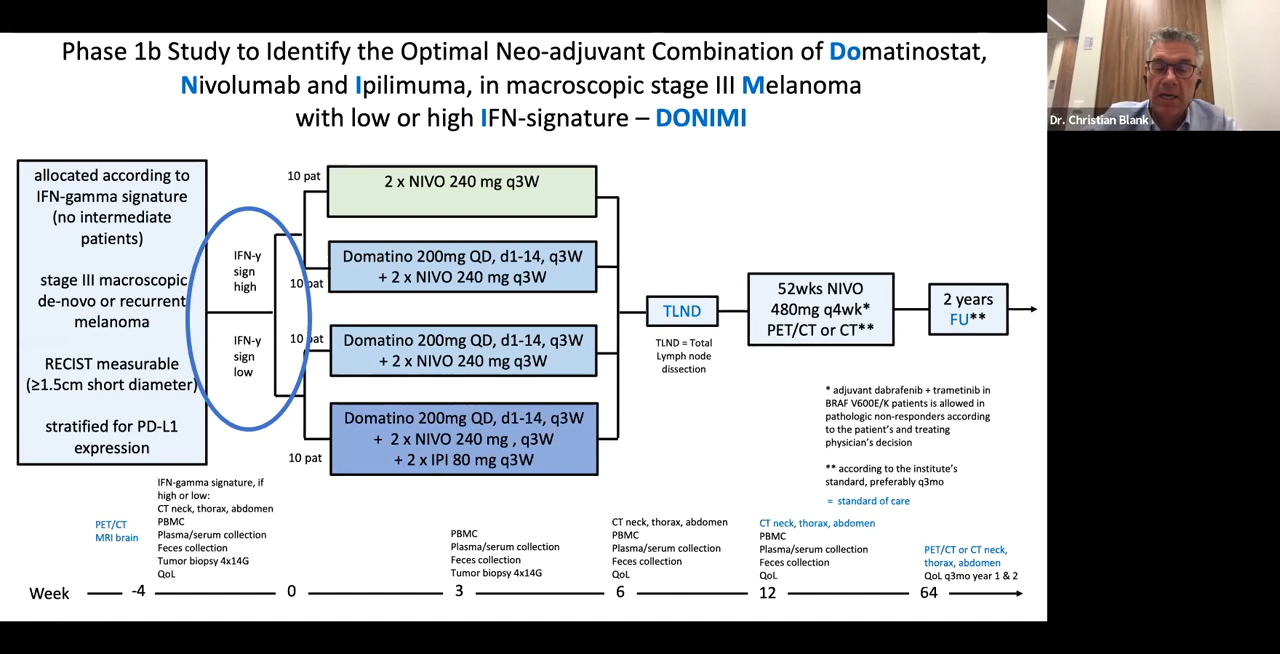 Phase 1b Study to Identify the Optimal Neo-adjuvant Combination of Domatinostat,
Nivolumab and Ipilimuma, in macroscopic stage III Melanoma
with low or high IFN-signature – DONIMI
Dr. Christian Blank
allocated according to
IFN-gamma signature
(no intermediate
patients)
stage III macroscopic
de-novo or recurrent
melanoma
RECIST measurable
(≥1.5cm short diameter)
stratified for PD-L1
expression
IFN-γ
sign
high
IFN-γ
sign
low
10 pat
2 x NIVO 240 mg q3W
10 pat
Domatino 200mg QD, d1-14, q3W
+ 2 x NIVO 240 mg q3W
10 pat
Domatino 200mg QD, d1-14, q3W
+ 2 x NIVO 240 mg q3W
10 pat
Domatino 200mg QD, d1-14, q3W
+ 2 x NIVO 240 mg , q3W
+ 2 x IPI 80 mg q3W
TLND
TLND = Total
Lymph node
dissection
52wks NIVO
480mg q4wk*
PET/CT or CT**
2 years
FU**
* adjuvant dabrafenib + trametinib in
BRAF V600E/K patients is allowed in
pathologic non-responders according
to the patient's and treating
physician's decision
** according to the institute's
standard, preferably q3mo
= standard of care
PET/CT
MRI brain
IFN-gamma signature, if
high or low:
CT neck, thorax, abdomen
PBMC
Plasma/serum collection
Feces collection
Tumor biopsy 4x14G
QoL
PBMC
Plasma/serum collection
Feces collection
Tumor biopsy 4x14G
CT neck, thorax, abdomen
PBMC
Plasma/serum collection
Feces collection
QoL
CT neck, thorax, abdomen
PBMC
Plasma/serum collection
Feces collection
QoL
PET/CT or CT neck,
thorax, abdomen
QoL q3mo year 1 & 2
Week -4 0 3 6 12 64